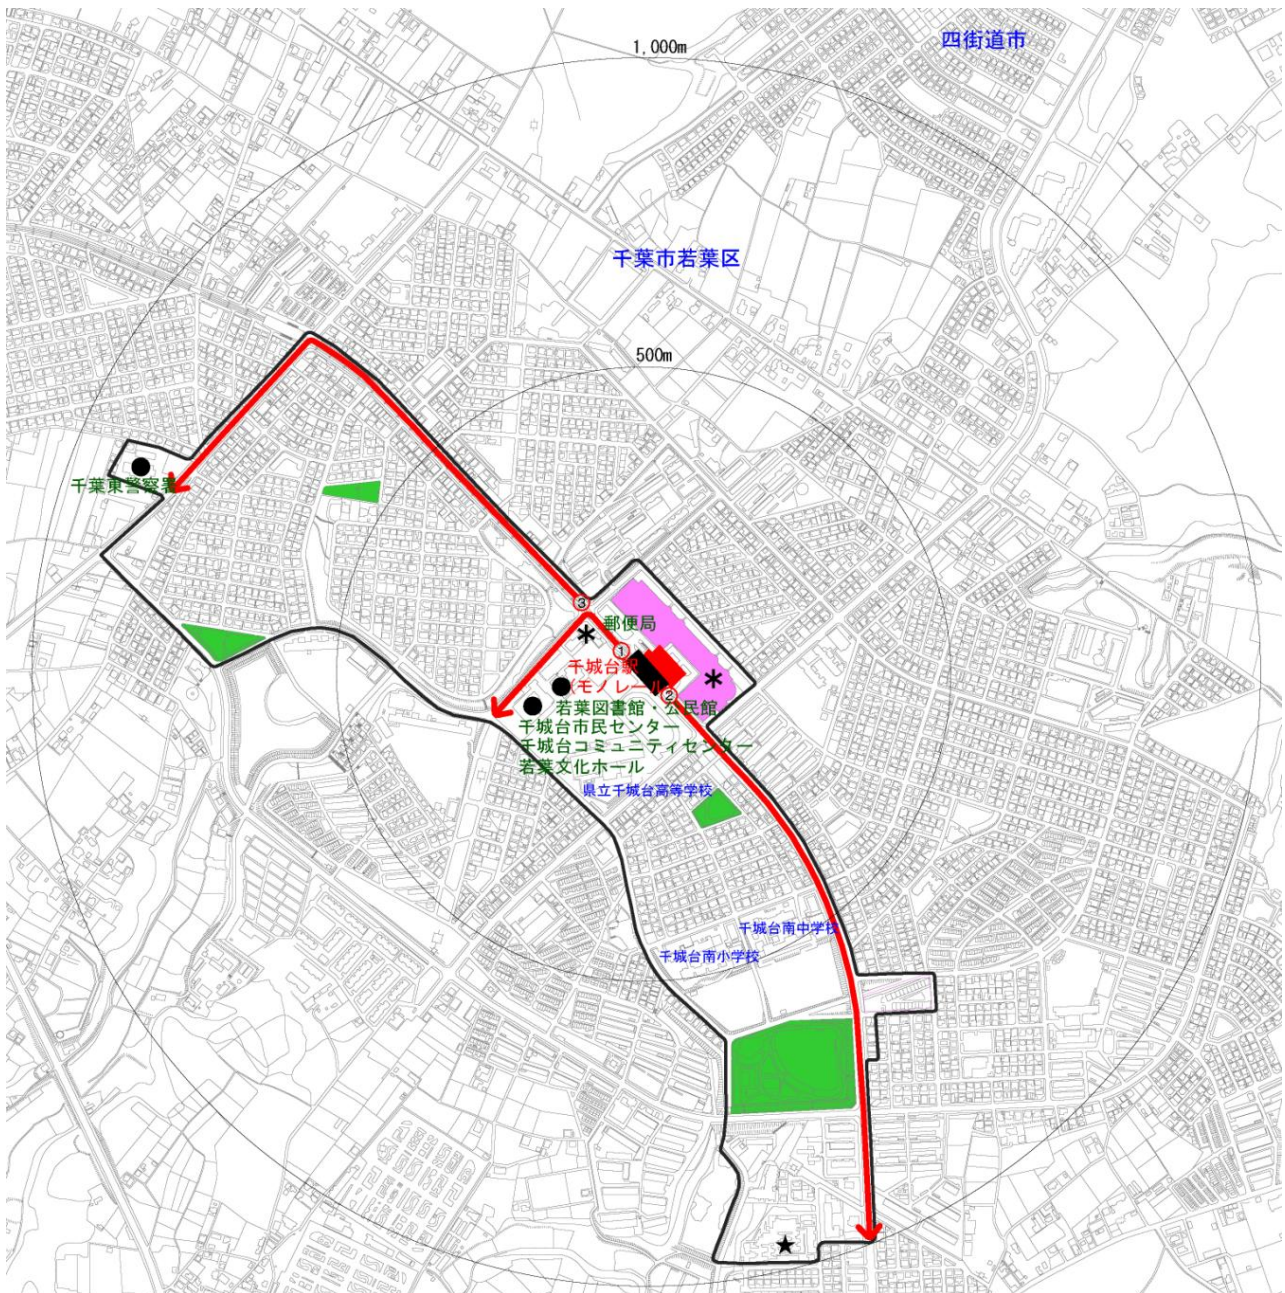 四街道市
1,000m
千葉市若葉区
500m
千葉東警察署
③
郵便局
①
千城台駅
(モノレール
②
若葉図書館・公民館
千城台市民センター
千城台コミュニティセンター
若葉文化ホール
県立千城台高等学校
千城台南中学校
千城台南小学校